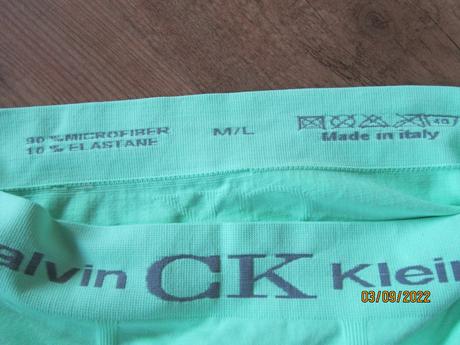 90 % MICROFIBER
10 % ELASTANE
M/L
40
Made in italy
alvin CK Klein
03/09/2022